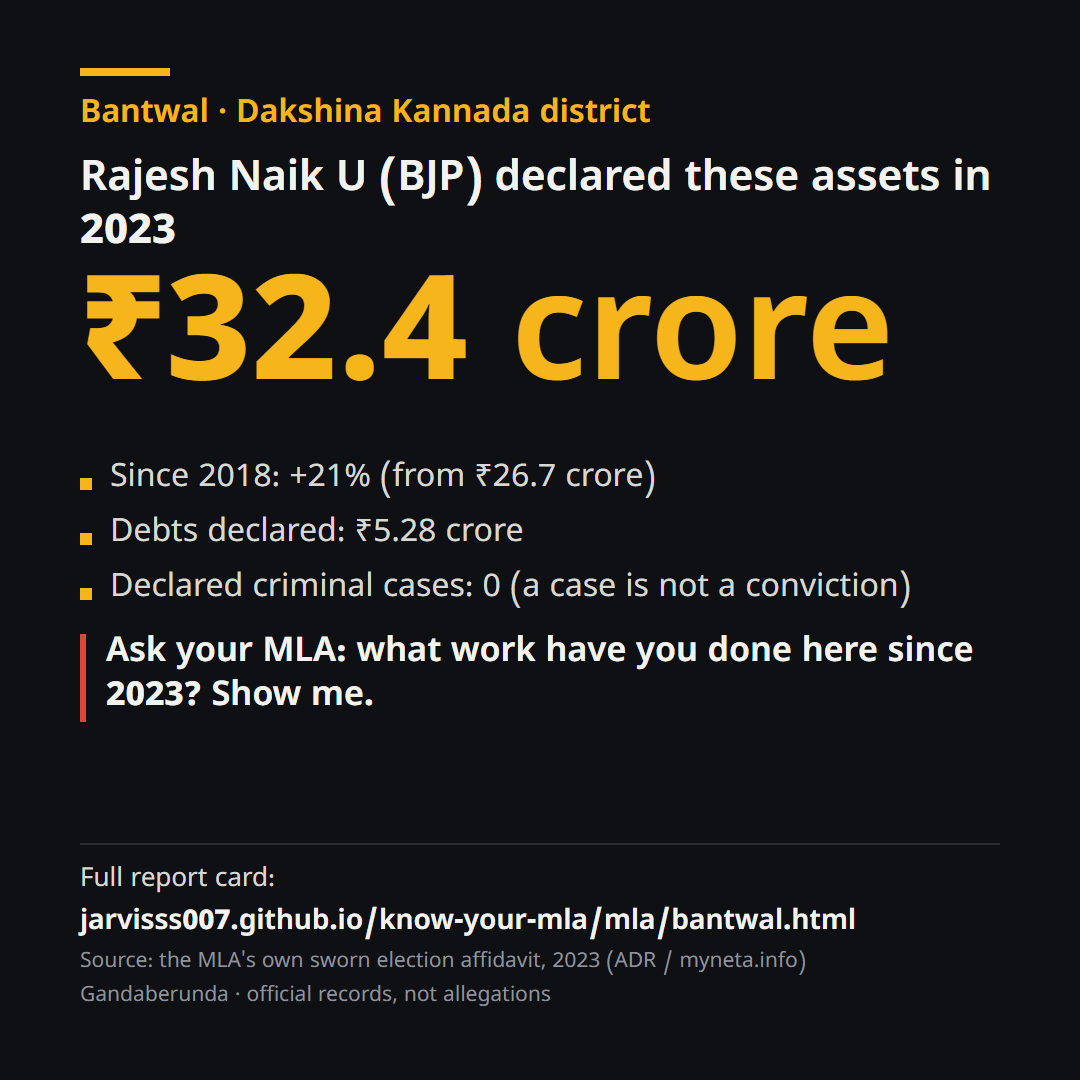 Bantwal · Dakshina Kannada district
Rajesh Naik U (BJP) declared these assets in
2023
₹32.4 crore
Since 2018: +21% (from ₹26.7 crore)
Debts declared: ₹5.28 crore
Declared criminal cases: 0 (a case is not a conviction)
Ask your MLA: what work have you done here since
2023? Show me.
Full report card:
jarvisss007.github.io/know-your-mla/mla/bantwal.html
Source: the MLA's own sworn election affidavit, 2023 (ADR / myneta.info)
Gandaberunda · official records, not allegations